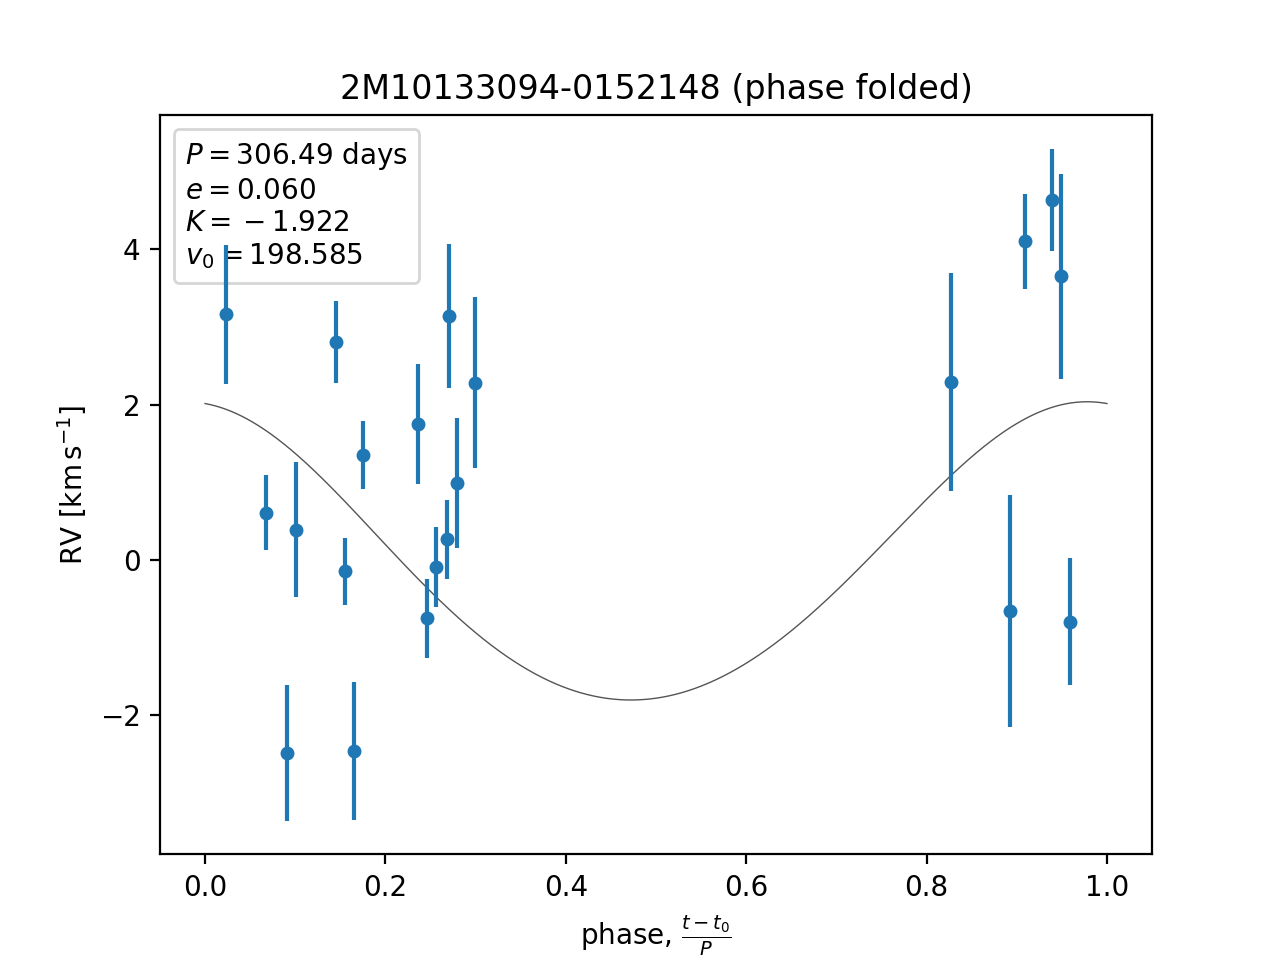 2M10133094-0152148 (phase folded)
P = 306.49 days
e = 0.060
K = −1.922
v₀ = 198.585
RV [km s⁻¹]
4
2
0
−2
0.0 0.2 0.4 0.6 0.8 1.0
phase, (t − t₀)/P